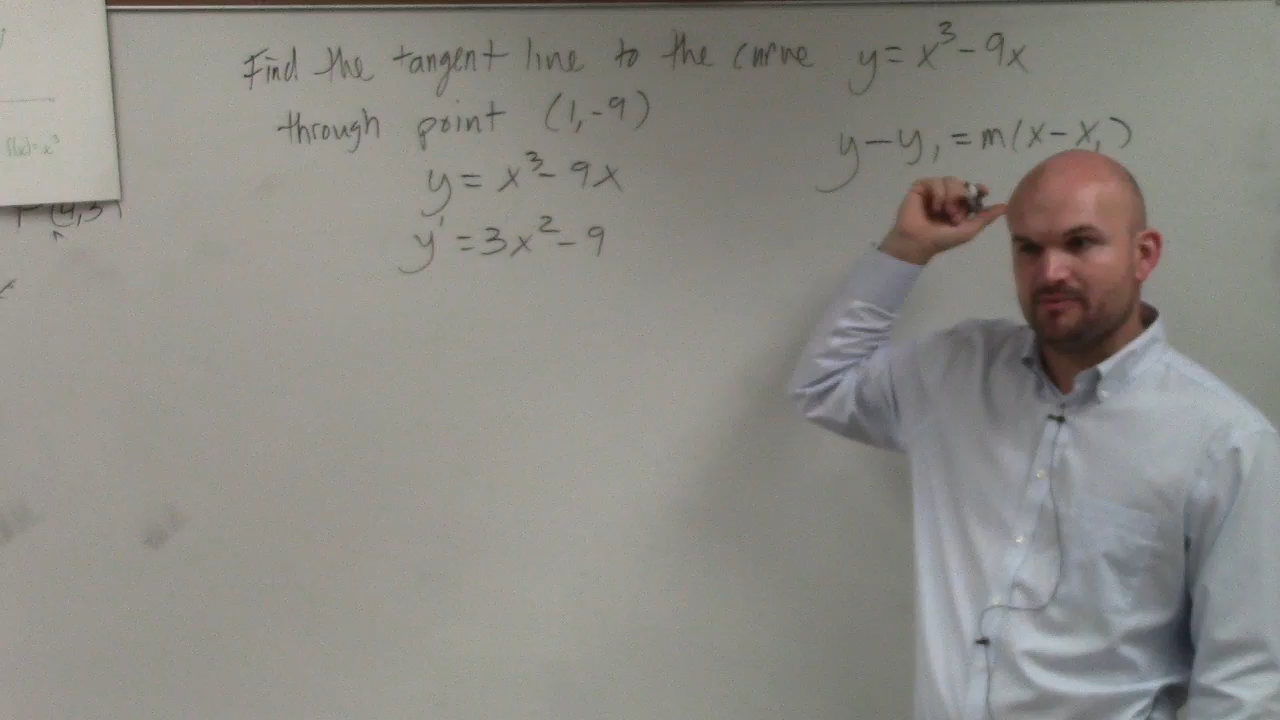 Find the tangent line to the curve y = x³ - 9x
through point (1, -9)
y - y₁ = m(x - x₁)
y = x³ - 9x
y' = 3x² - 9
f(x) = x³